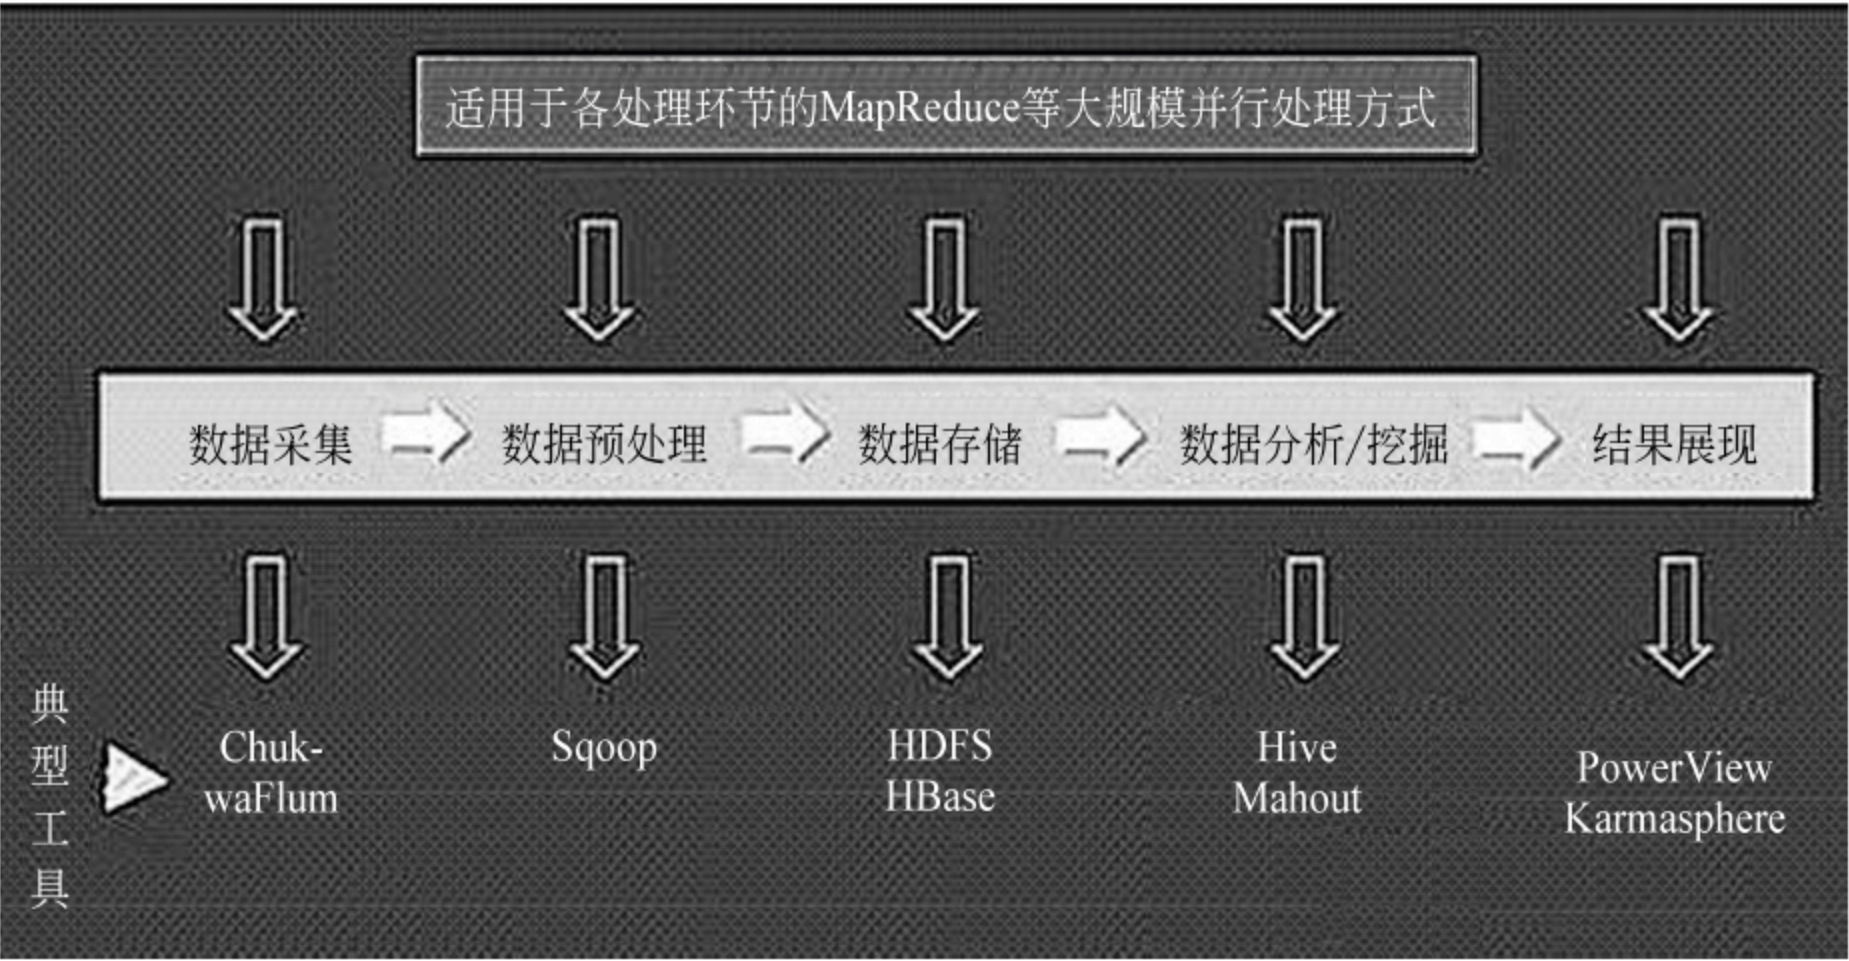 适用于各处理环节的MapReduce等大规模并行处理方式
数据采集
数据预处理
数据存储
数据分析/挖掘
结果展现
典型工具
Chuk-
waFlum
Sqoop
HDFS
HBase
Hive
Mahout
PowerView
Karmasphere